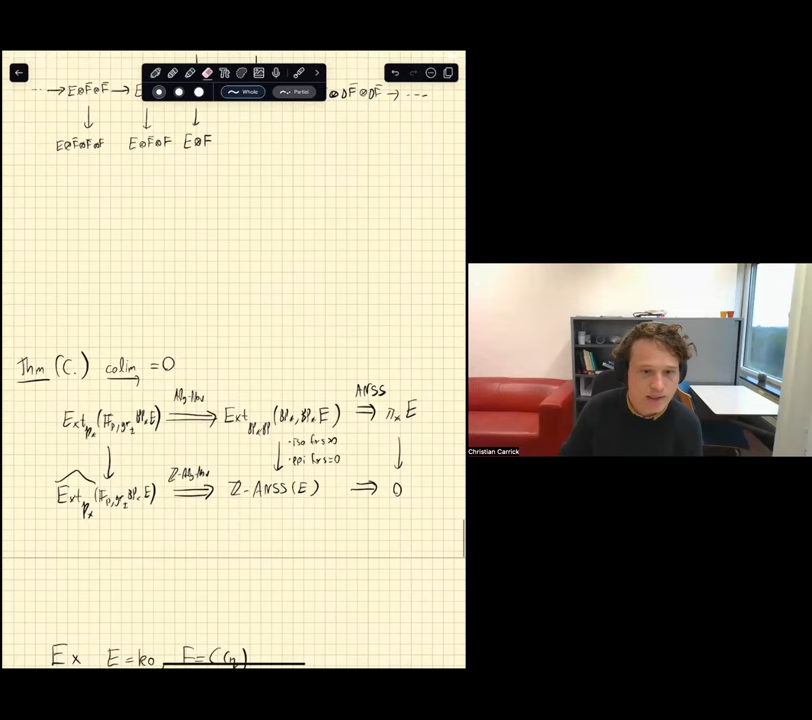 ··· → E⊗F̄⊗F̄ → E ⊗DF̄⊗DF̄ → ···
Whole Partial
E⊗F̄⊗F̄⊗F E⊗F̄⊗F E⊗F
Thm (C.) colim = 0
Alg-Nov ANSS
Ext_{P_*}(F_p, gr_I BP_*E) → Ext_{BP_*BP}(BP_*, BP_*E) ⇒ π_* E
· iso for s>0
· epi for s=0
Z-Alg-Nov
Ext_{P_*}(F_p, gr_I BP_*E) ⇒ Z-ANSS(E) ⇒ 0
Christian Carrick
Ex E = ko F = C(η)